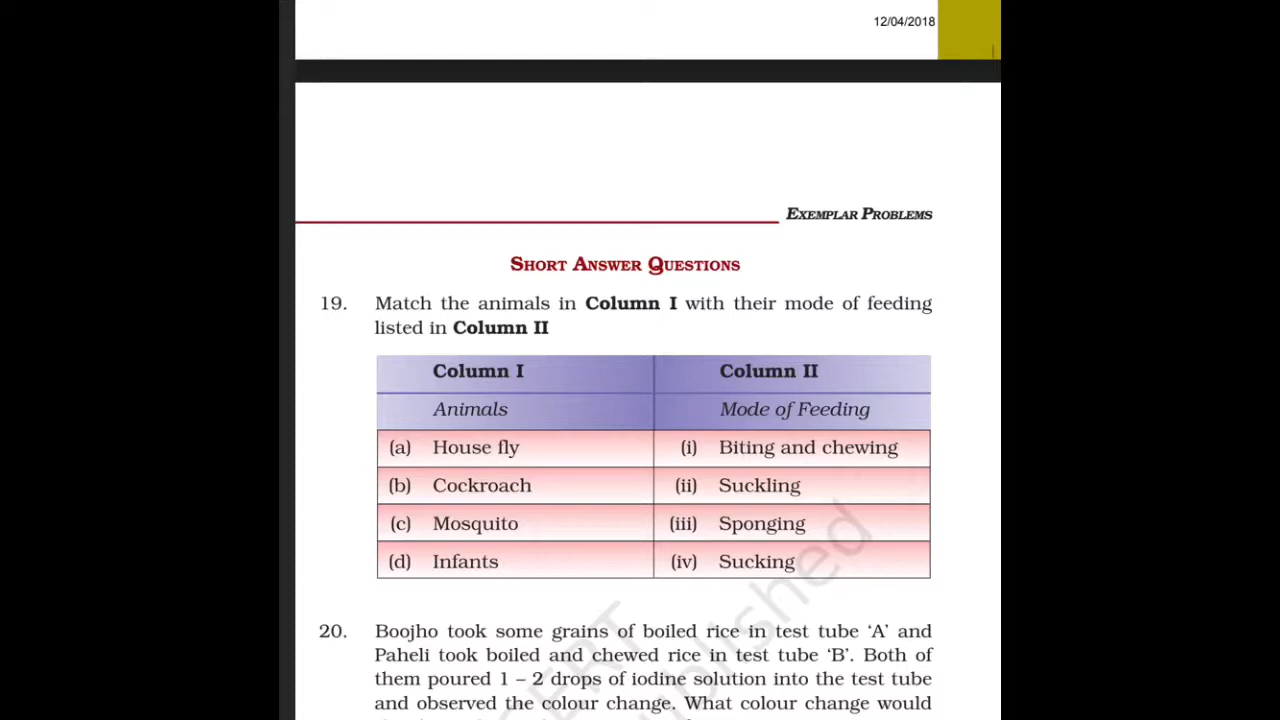 12/04/2018
EXEMPLAR PROBLEMS
SHORT ANSWER QUESTIONS
19. Match the animals in Column I with their mode of feeding
listed in Column II
Column I Column II
Animals Mode of Feeding
(a) House fly (i) Biting and chewing
(b) Cockroach (ii) Suckling
(c) Mosquito (iii) Sponging
(d) Infants (iv) Sucking
20. Boojho took some grains of boiled rice in test tube ‘A’ and
Paheli took boiled and chewed rice in test tube ‘B’. Both of
them poured 1 – 2 drops of iodine solution into the test tube
and observed the colour change. What colour change would